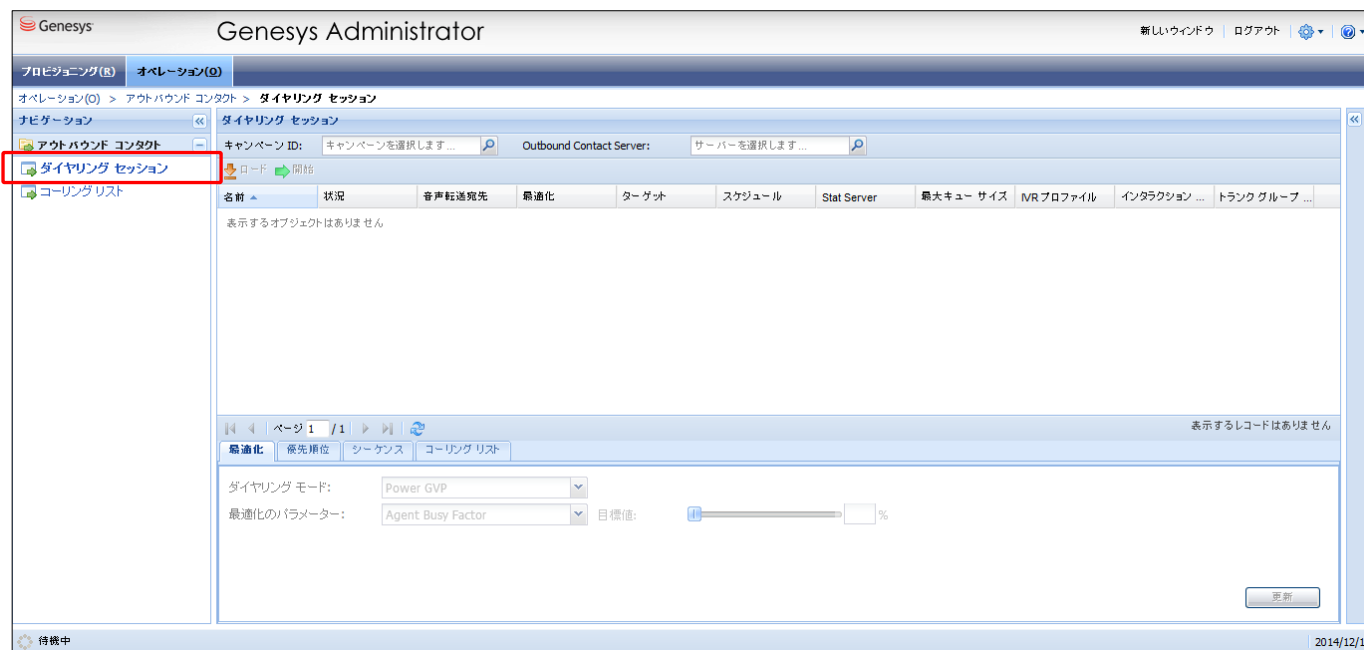 Genesys
Genesys Administrator
新しいウィンドウ ログアウト
プロビジョニング(R) オペレーション(O)
オペレーション(O) > アウトバウンド コンタクト > ダイヤリング セッション
ナビゲーション
ダイヤリング セッション
アウトバウンド コンタクト
キャンペーン ID: キャンペーンを選択します... Outbound Contact Server: サーバーを選択します...
ダイヤリング セッション
ロード 開始
コーリング リスト
名前 状況 音声転送宛先 最適化 ターゲット スケジュール Stat Server 最大キュー サイズ IVR プロファイル インタラクション ... トランク グループ ...
表示するオブジェクトはありません
ページ 1 / 1
表示するレコードはありません
最適化 優先順位 シーケンス コーリング リスト
ダイヤリング モード: Power GVP
最適化のパラメーター: Agent Busy Factor 目標値: %
更新
待機中
2014/12/1